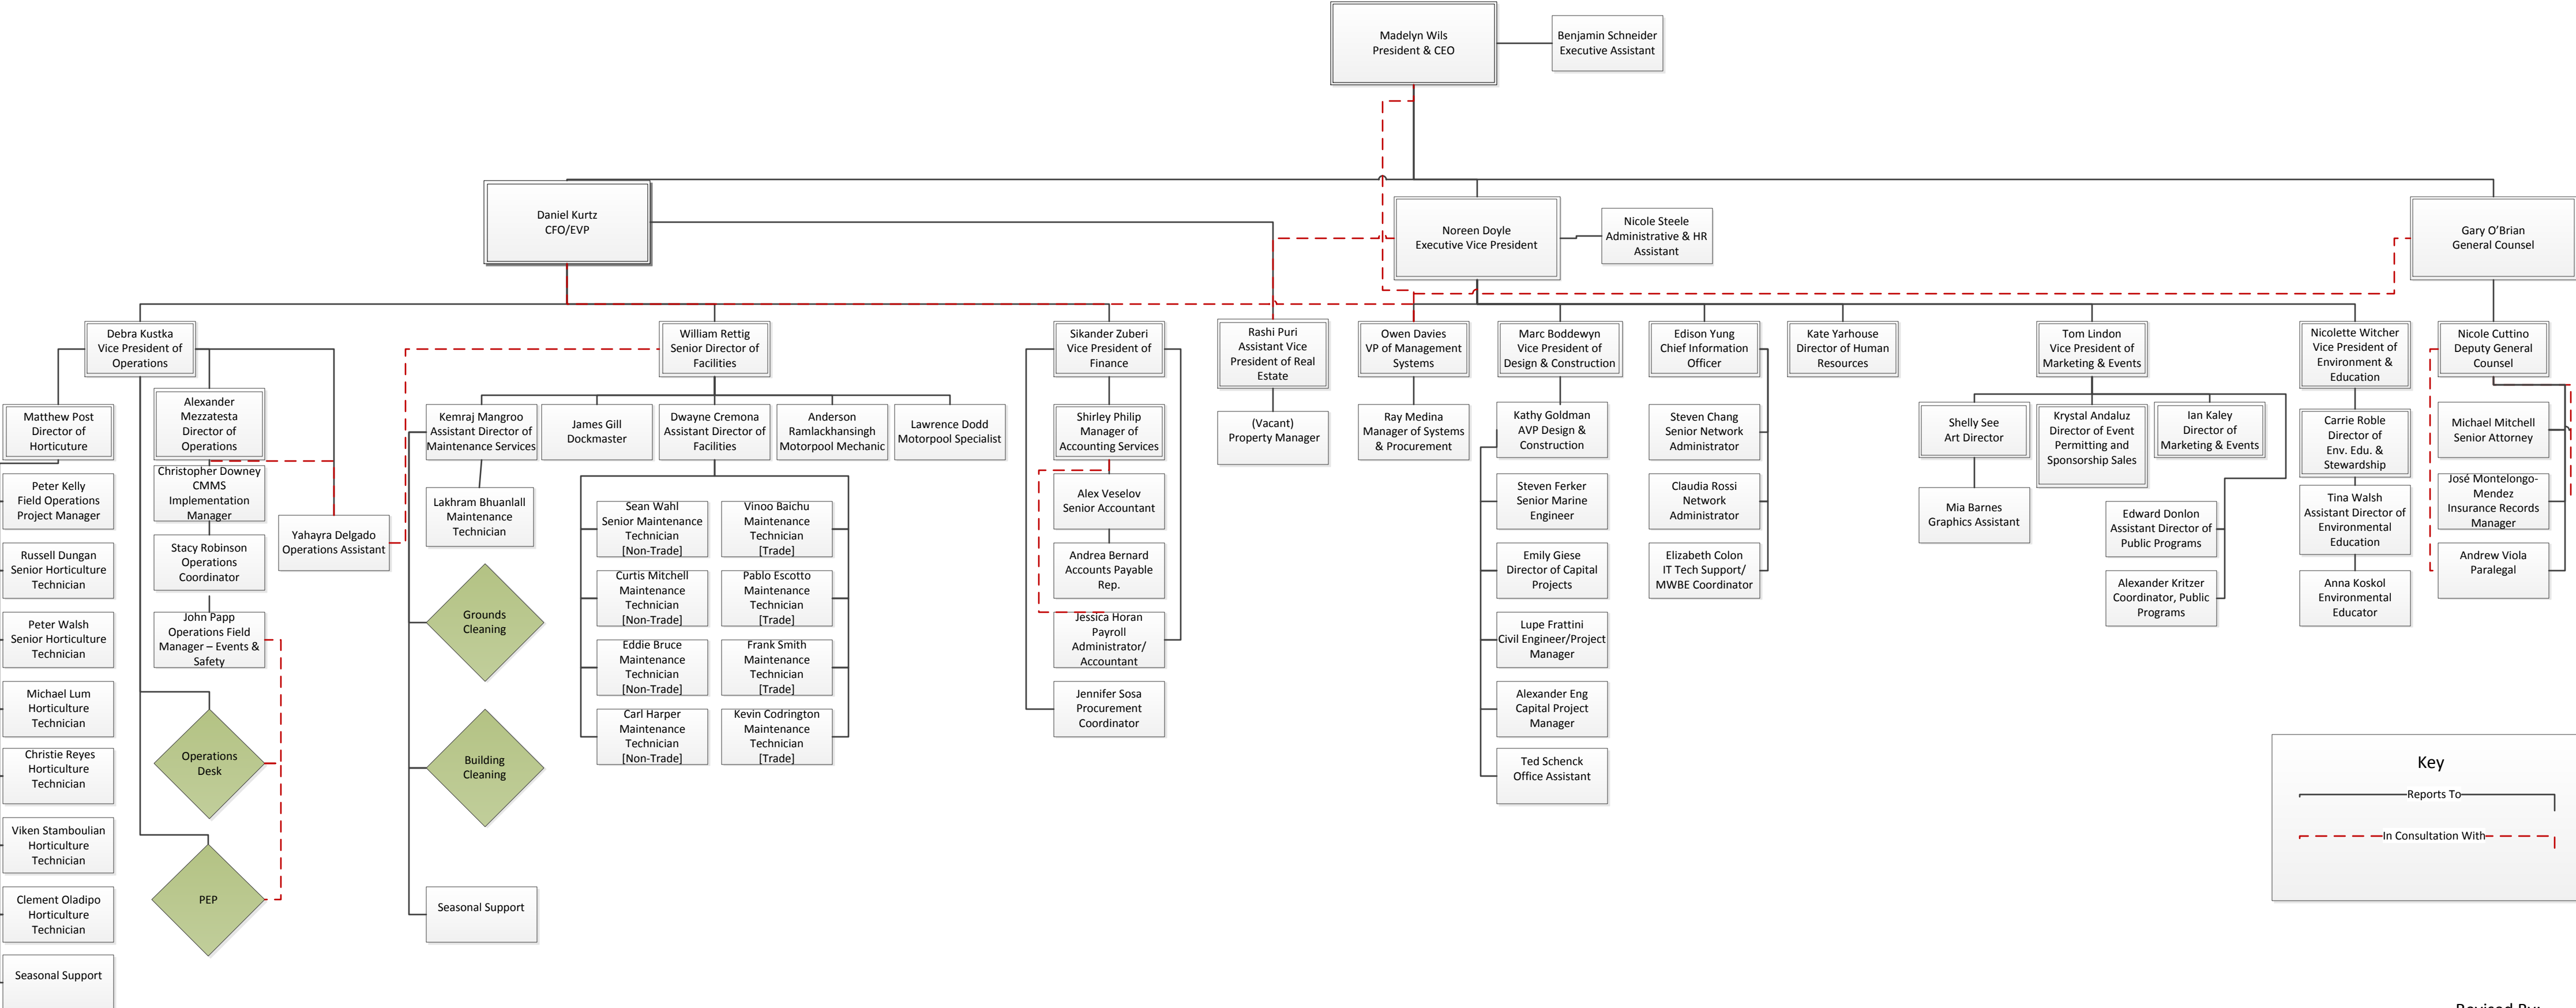 Madelyn Wils
President & CEO
Benjamin Schneider
Executive Assistant
Daniel Kurtz
CFO/EVP
Noreen Doyle
Executive Vice President
Nicole Steele
Administrative & HR
Assistant
Gary O’Brian
General Counsel
Debra Kustka
Vice President of
Operations
William Rettig
Senior Director of
Facilities
Sikander Zuberi
Vice President of
Finance
Rashi Puri
Assistant Vice
President of Real
Estate
Owen Davies
VP of Management
Systems
Marc Boddewyn
Vice President of
Design & Construction
Edison Yung
Chief Information
Officer
Kate Yarhouse
Director of Human
Resources
Tom Lindon
Vice President of
Marketing & Events
Nicolette Witcher
Vice President of
Environment &
Education
Nicole Cuttino
Deputy General
Counsel
Matthew Post
Director of
Horticuture
Peter Kelly
Field Operations
Project Manager
Russell Dungan
Senior Horticulture
Technician
Peter Walsh
Senior Horticulture
Technician
Michael Lum
Horticulture
Technician
Christie Reyes
Horticulture
Technician
Viken Stamboulian
Horticulture
Technician
Clement Oladipo
Horticulture
Technician
Seasonal Support
Alexander
Mezzatesta
Director of
Operations
Christopher Downey
CMMS
Implementation
Manager
Stacy Robinson
Operations
Coordinator
John Papp
Operations Field
Manager – Events &
Safety
Operations
Desk
PEP
Yahayra Delgado
Operations Assistant
Kemraj Mangroo
Assistant Director of
Maintenance Services
Lakhram Bhuanlall
Maintenance
Technician
Grounds
Cleaning
Building
Cleaning
Seasonal Support
James Gill
Dockmaster
Dwayne Cremona
Assistant Director of
Facilities
Anderson
Ramlackhansingh
Motorpool Mechanic
Lawrence Dodd
Motorpool Specialist
Sean Wahl
Senior Maintenance
Technician
[Non-Trade]
Curtis Mitchell
Maintenance
Technician
[Non-Trade]
Eddie Bruce
Maintenance
Technician
[Non-Trade]
Carl Harper
Maintenance
Technician
[Non-Trade]
Vinoo Baichu
Maintenance
Technician
[Trade]
Pablo Escotto
Maintenance
Technician
[Trade]
Frank Smith
Maintenance
Technician
[Trade]
Kevin Codrington
Maintenance
Technician
[Trade]
Shirley Philip
Manager of
Accounting Services
Alex Veselov
Senior Accountant
Andrea Bernard
Accounts Payable
Rep.
Jessica Horan
Payroll
Administrator/
Accountant
Jennifer Sosa
Procurement
Coordinator
(Vacant)
Property Manager
Ray Medina
Manager of Systems
& Procurement
Kathy Goldman
AVP Design &
Construction
Steven Ferker
Senior Marine
Engineer
Emily Giese
Director of Capital
Projects
Lupe Frattini
Civil Engineer/Project
Manager
Alexander Eng
Capital Project
Manager
Ted Schenck
Office Assistant
Steven Chang
Senior Network
Administrator
Claudia Rossi
Network
Administrator
Elizabeth Colon
IT Tech Support/
MWBE Coordinator
Shelly See
Art Director
Mia Barnes
Graphics Assistant
Krystal Andaluz
Director of Event
Permitting and
Sponsorship Sales
Ian Kaley
Director of
Marketing & Events
Edward Donlon
Assistant Director of
Public Programs
Alexander Kritzer
Coordinator, Public
Programs
Carrie Roble
Director of
Env. Edu. &
Stewardship
Tina Walsh
Assistant Director of
Environmental
Education
Anna Koskol
Environmental
Educator
Michael Mitchell
Senior Attorney
José Montelongo-
Mendez
Insurance Records
Manager
Andrew Viola
Paralegal
Key
Reports To
In Consultation With
Revised By: